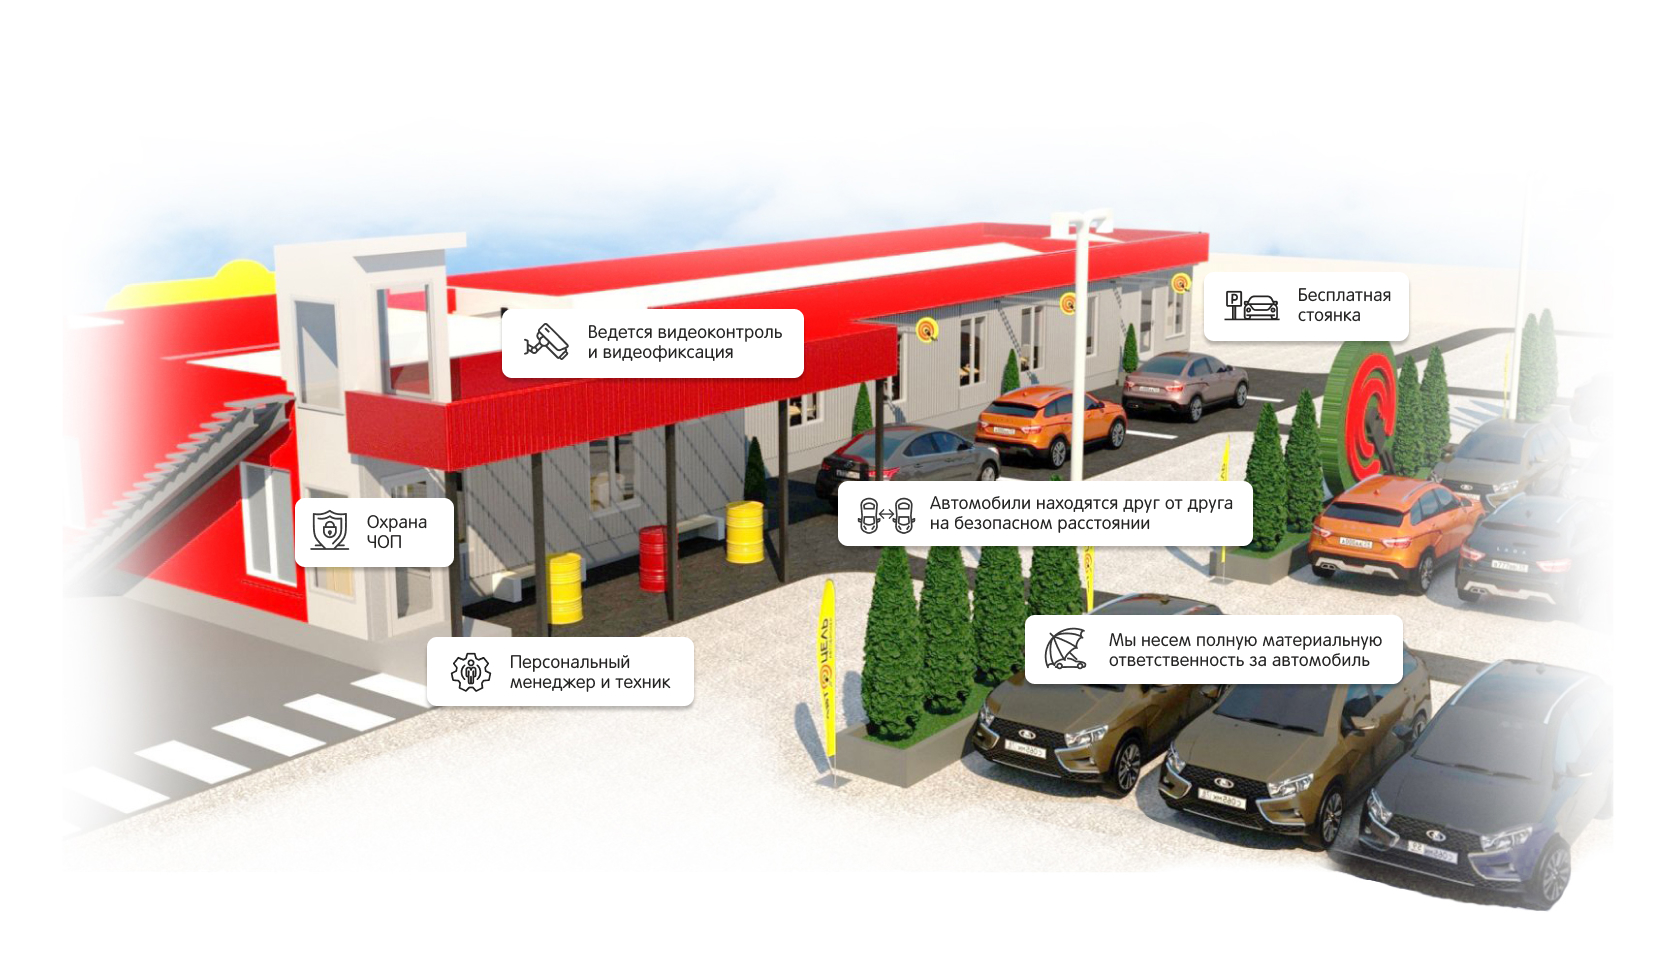 Бесплатная
стоянка
Ведется видеоконтроль
и видеофиксация
Автомобили находятся друг от друга
на безопасном расстоянии
Охрана
ЧОП
Мы несем полную материальную
ответственность за автомобиль
Персональный
менеджер и техник